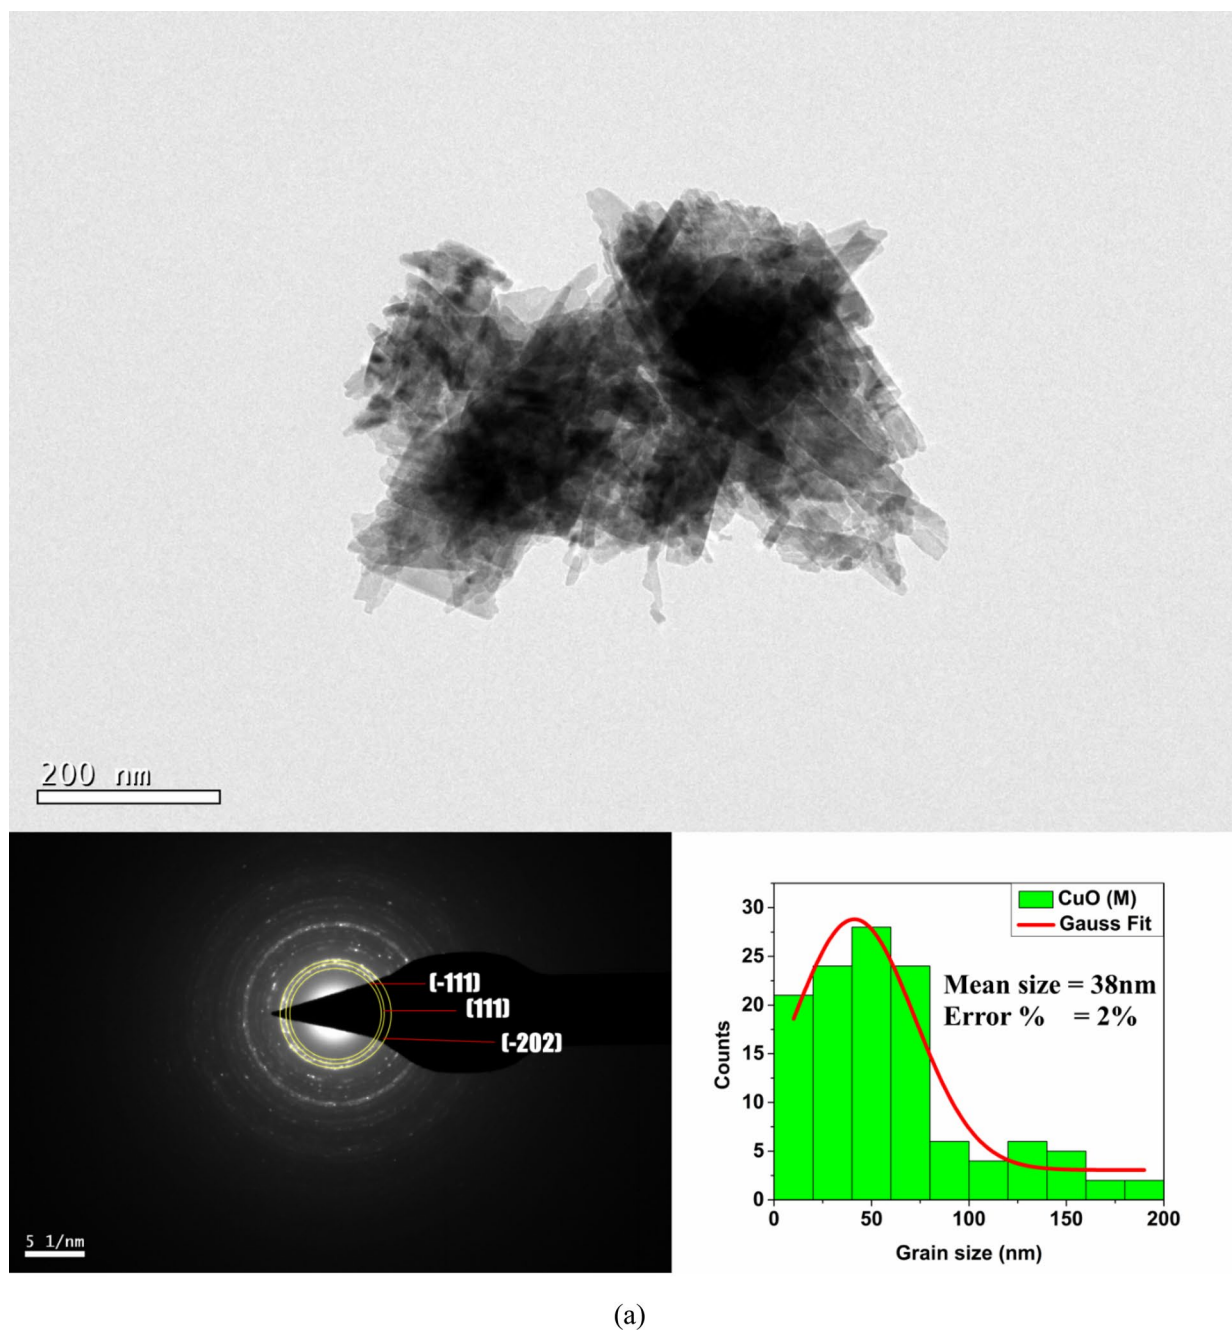 200 nm
(-111)
(111)
(-202)
5 1/nm
CuO (M)
Gauss Fit
Mean size = 38nm
Error % = 2%
Counts
30
25
20
15
10
5
0
0 50 100 150 200
Grain size (nm)
(a)